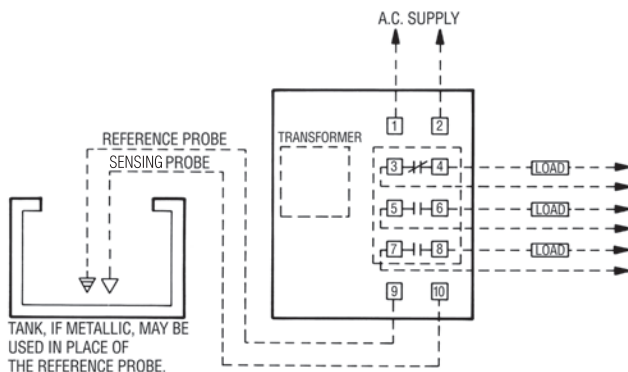 A.C. SUPPLY
1 2
REFERENCE PROBE
TRANSFORMER
SENSING PROBE
3 4 LOAD
5 6 LOAD
7 8 LOAD
9 10
TANK, IF METALLIC, MAY BE
USED IN PLACE OF
THE REFERENCE PROBE.